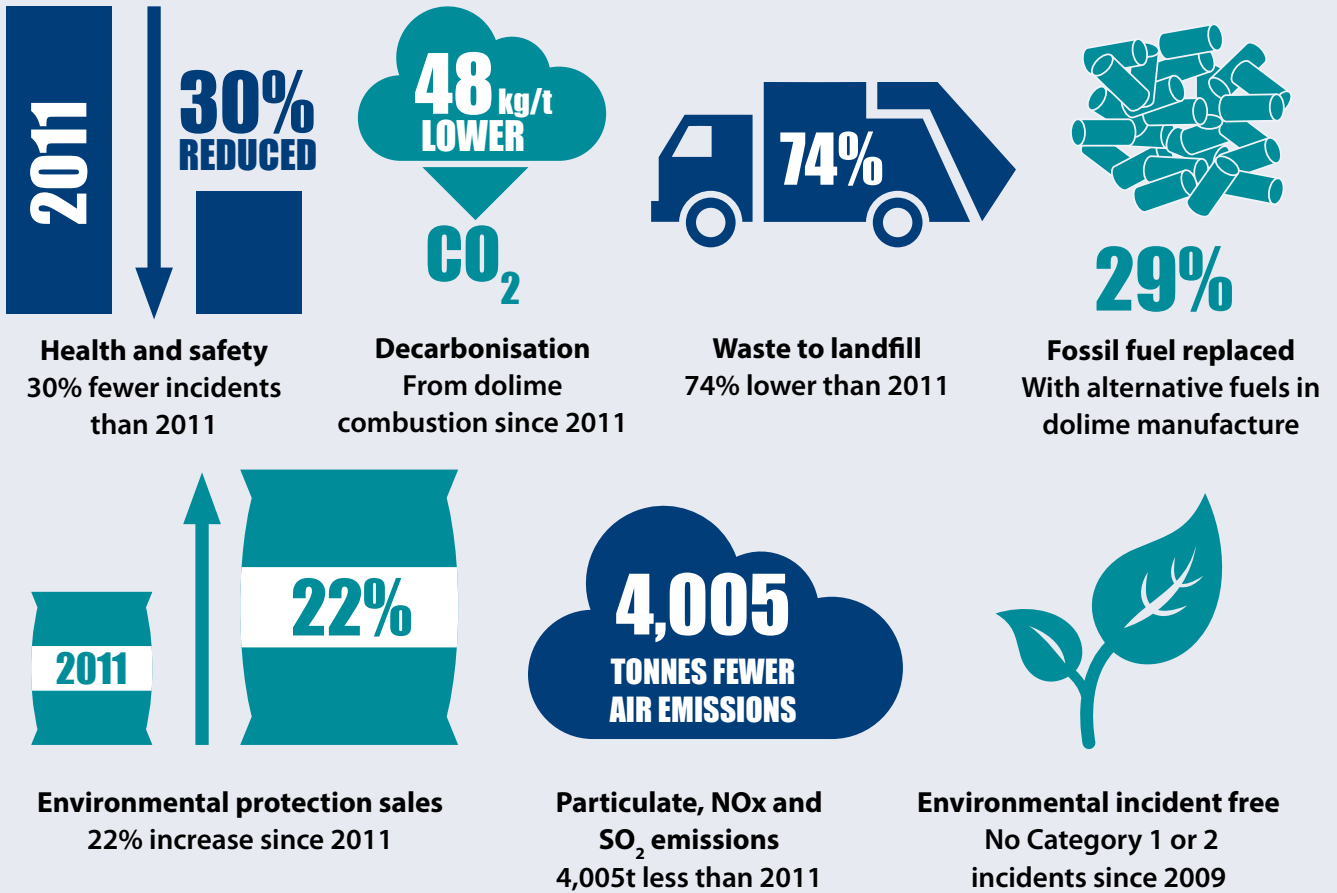 2011
30%
REDUCED
Health and safety
30% fewer incidents
than 2011
48 kg/t
LOWER
CO₂
Decarbonisation
From dolime
combustion since 2011
74%
Waste to landfill
74% lower than 2011
29%
Fossil fuel replaced
With alternative fuels in
dolime manufacture
2011
22%
Environmental protection sales
22% increase since 2011
4,005
TONNES FEWER
AIR EMISSIONS
Particulate, NOx and
SO₂ emissions
4,005t less than 2011
Environmental incident free
No Category 1 or 2
incidents since 2009